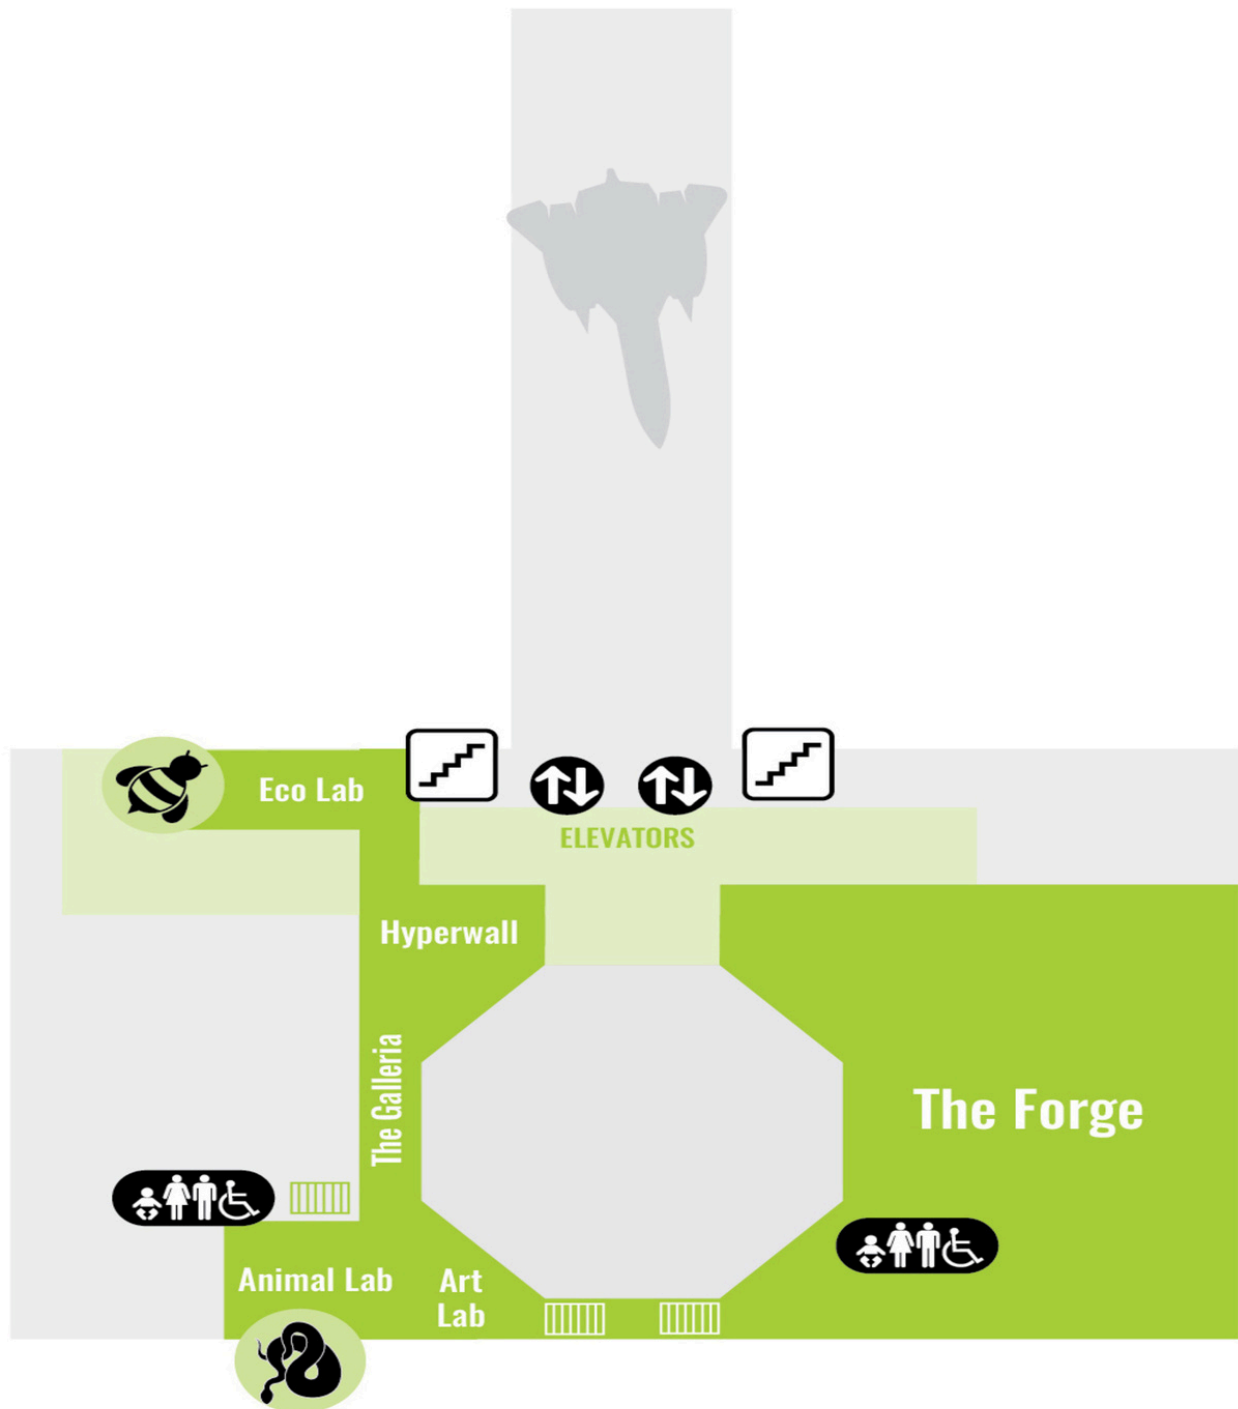 Eco Lab
ELEVATORS
Hyperwall
The Galleria
The Forge
Animal Lab
Art
Lab